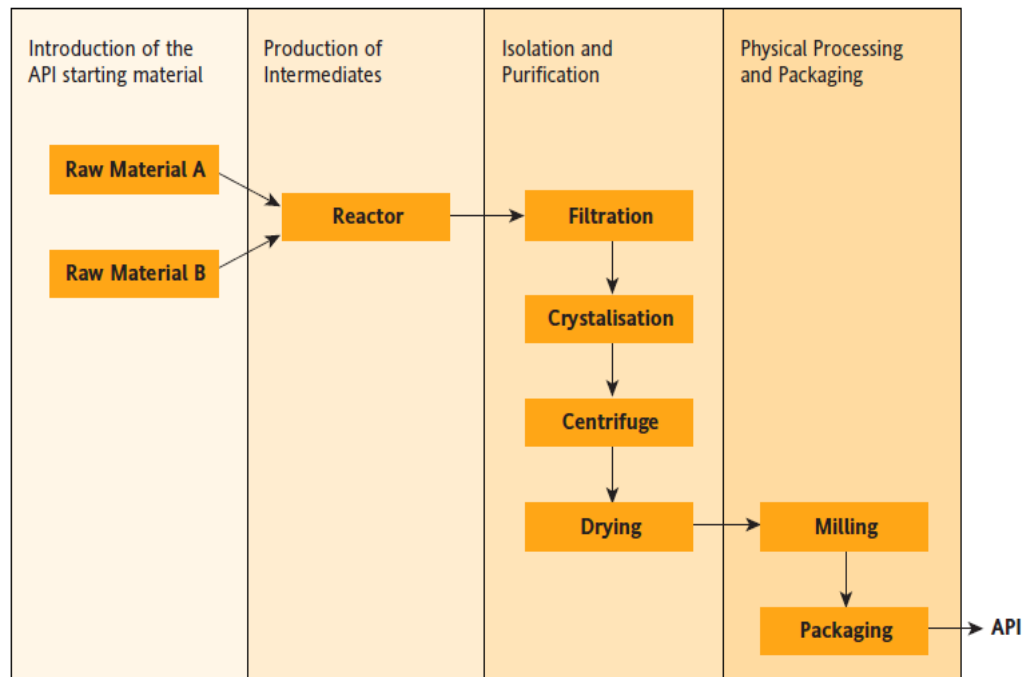 Introduction of the
API starting material
Production of
Intermediates
Isolation and
Purification
Physical Processing
and Packaging
Raw Material A
Raw Material B
Reactor
Filtration
Crystalisation
Centrifuge
Drying
Milling
Packaging
API